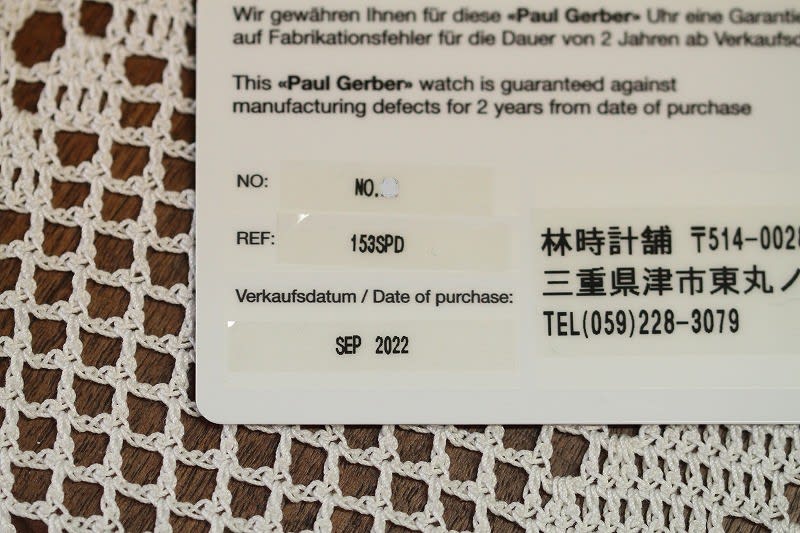 Wir gewähren Ihnen für diese «Paul Gerber» Uhr eine Garantie
auf Fabrikationsfehler für die Dauer von 2 Jahren ab
This «Paul Gerber» watch is guaranteed against
manufacturing defects for 2 years from date of purchase
NO: NO.
REF: 153SPD
Verkaufsdatum / Date of purchase:
SEP 2022
林時計舗 〒514-0028
三重県津市東丸ノ
TEL(059)228-3079